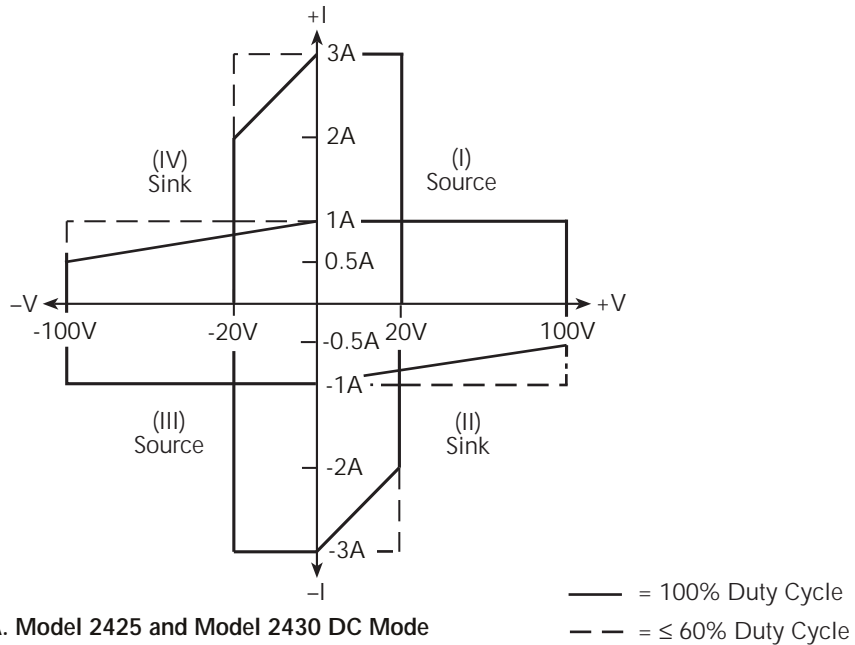 +I
3A
2A
(IV)
Sink
(I)
Source
1A
0.5A
–V
+V
-100V
-20V
-0.5A
20V
100V
-1A
(III)
Source
(II)
Sink
-2A
-3A
–I
. Model 2425 and Model 2430 DC Mode
= 100% Duty Cycle
= ≤ 60% Duty Cycle